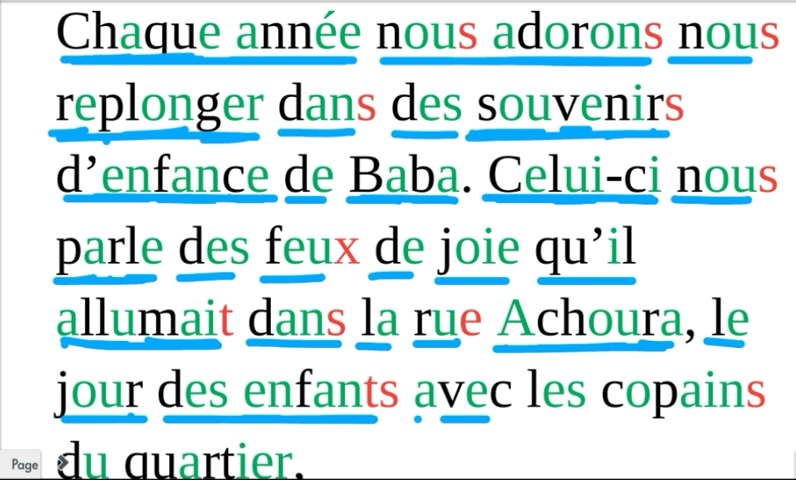 Chaque année nous adorons nous
replonger dans des souvenirs
d’enfance de Baba. Celui-ci nous
parle des feux de joie qu’il
allumait dans la rue Achoura, le
jour des enfants avec les copains
du quartier,
Page